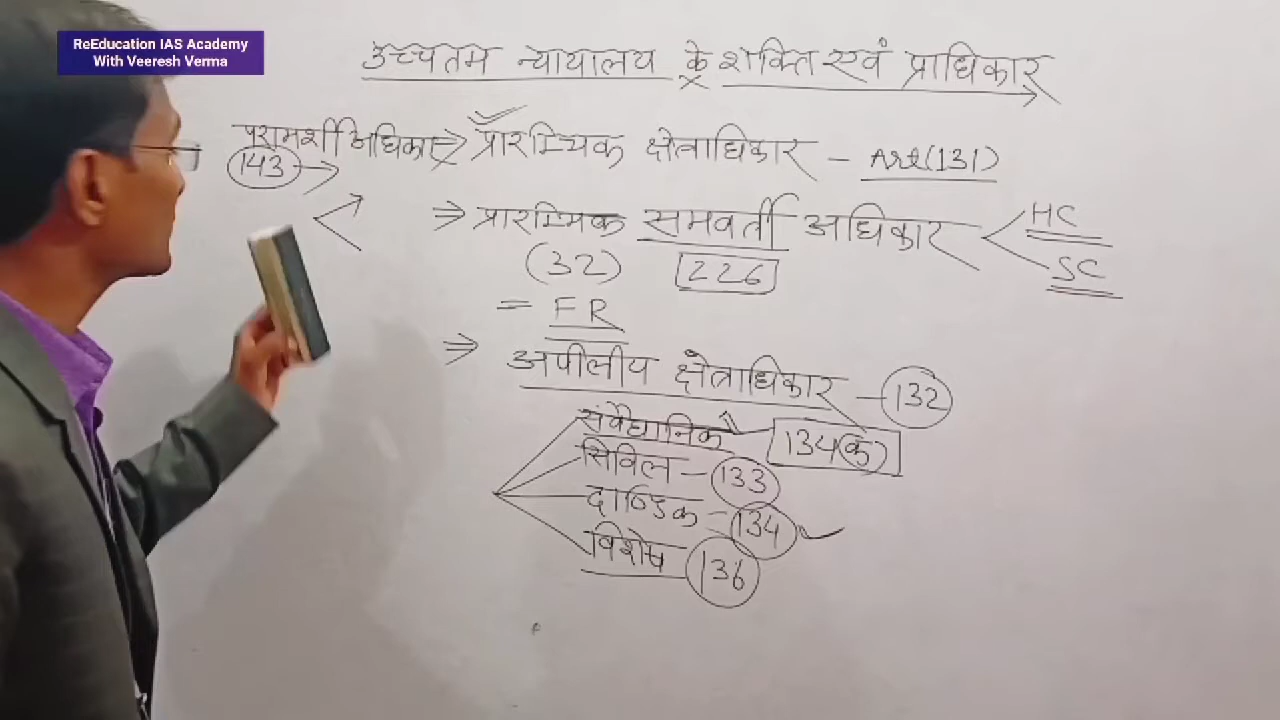 ReEducation IAS Academy
With Veeresh Verma
उच्चतम न्यायालय के शक्ति एवं प्राधिकार
परामर्शी अधिकार
143
प्रारम्भिक क्षेत्राधिकार - Art(131)
प्रारम्भिक समवर्ती अधिकार
HC
SC
(32) 226
= FR
अपीलीय क्षेत्राधिकार - 132
संवैधानिक 134(क)
सिविल - 133
दाण्डिक - 134
विशेष 136